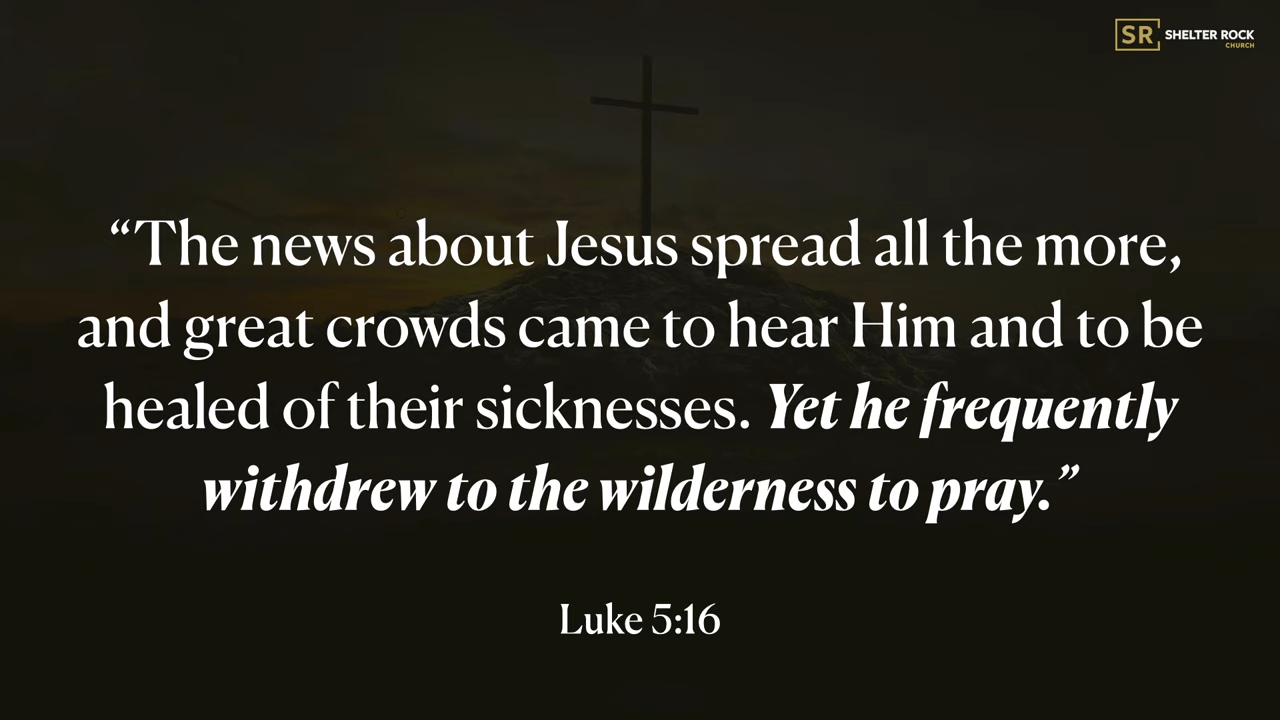 SR SHELTER ROCK
CHURCH
“The news about Jesus spread all the more,
and great crowds came to hear Him and to be
healed of their sicknesses. Yet he frequently
withdrew to the wilderness to pray.”
Luke 5:16